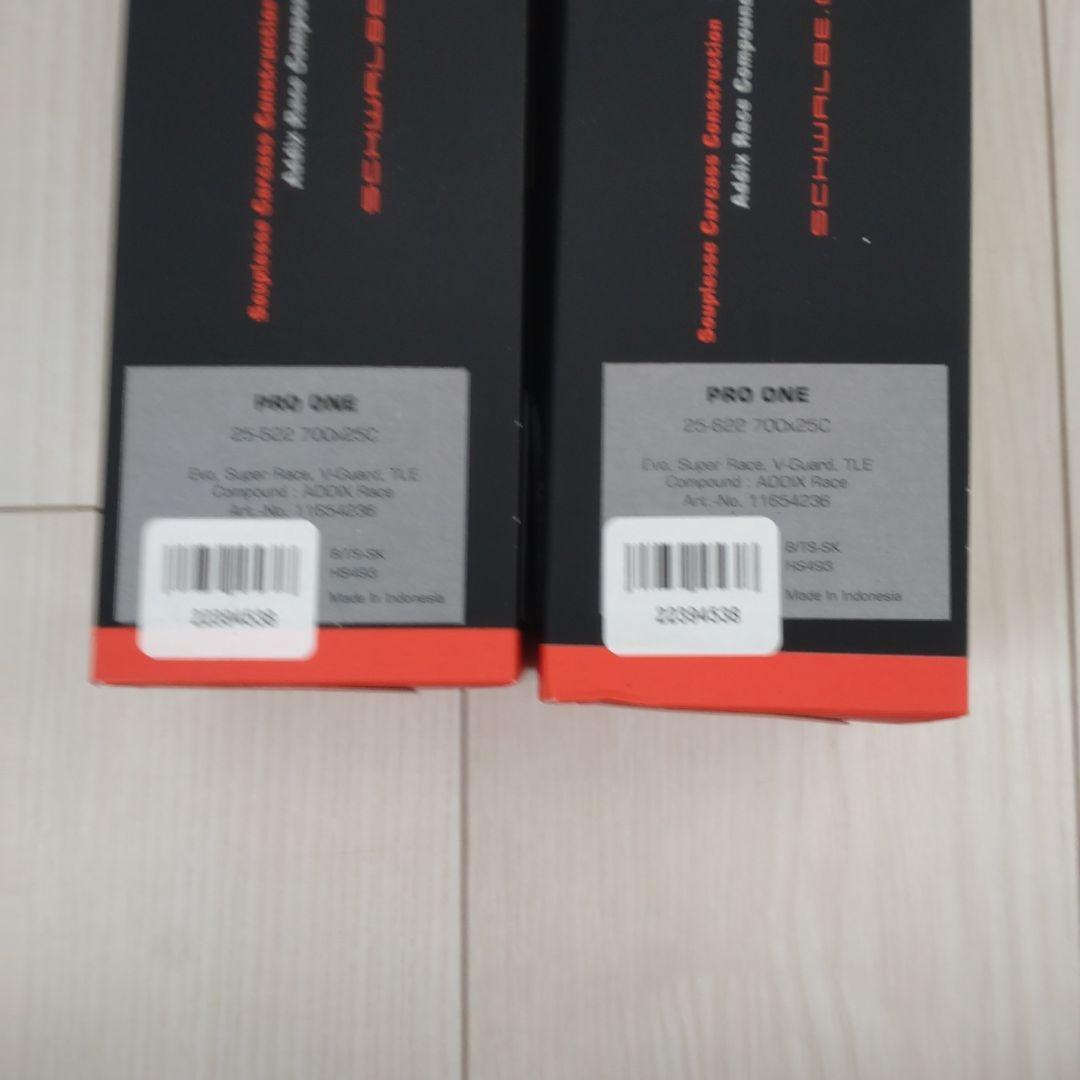 Souplesse Carcass Construction
Addix Race Compound
SCHWALBE
PRO ONE
25-622 700x25C
Evo, Super Race, V-Guard, TLE
Compound : ADDIX Race
Art.-No. 11654236
B/TS-SK
HS493
Made In Indonesia
22394538
Souplesse Carcass Construction
Addix Race Compound
SCHWALBE.
PRO ONE
25-622 700x25C
Evo, Super Race, V-Guard, TLE
Compound : ADDIX Race
Art.-No. 11654236
B/TS-SK
HS493
Made In Indonesia
22394538